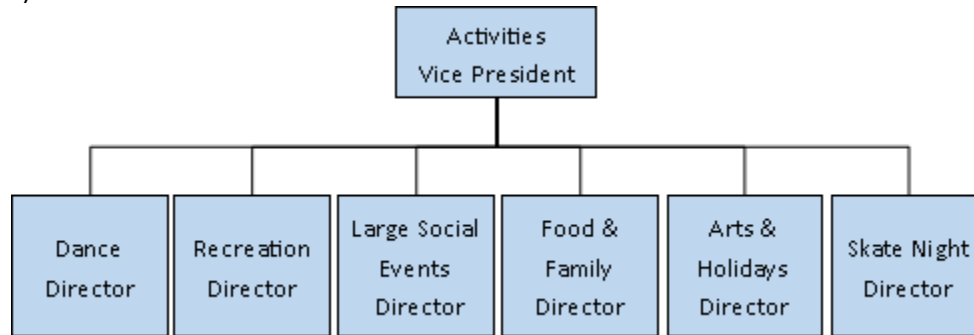 Activities
Vice President
Dance
Director
Recreation
Director
Large Social
Events
Director
Food &
Family
Director
Arts &
Holidays
Director
Skate Night
Director